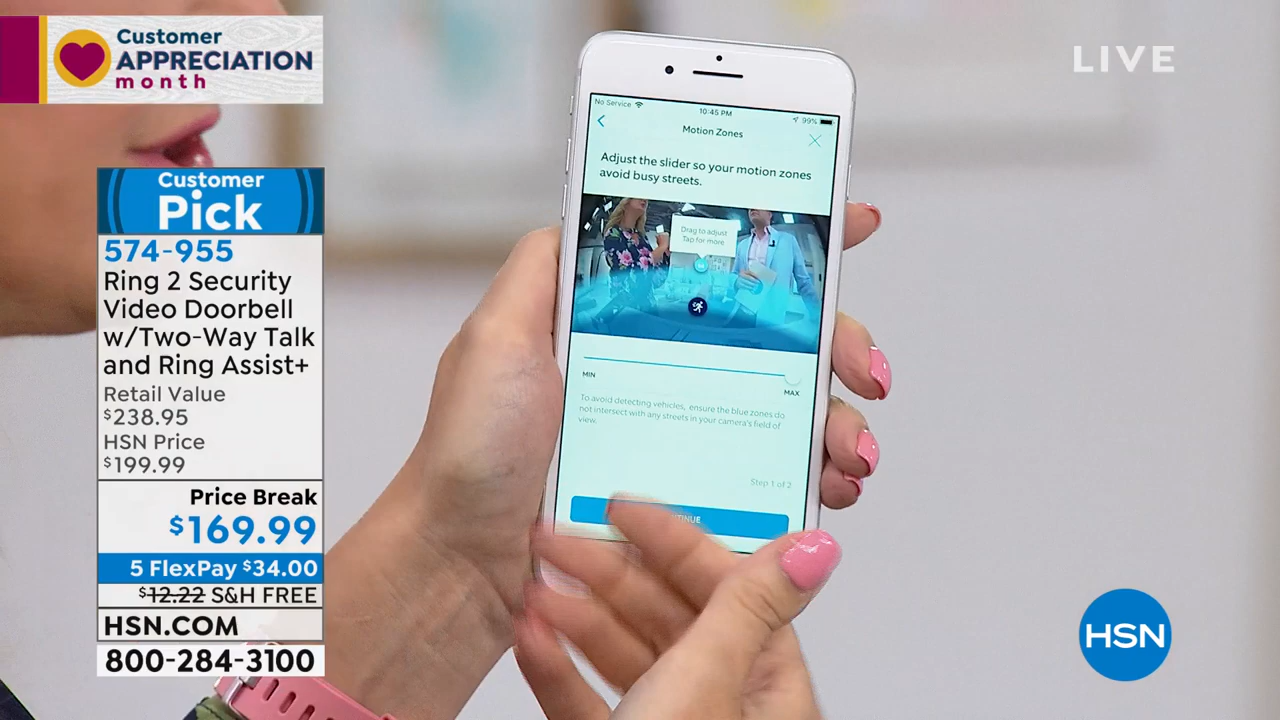 Customer
APPRECIATION
month
LIVE
Customer
Pick
574-955
Ring 2 Security
Video Doorbell
w/Two-Way Talk
and Ring Assist+
Retail Value
$238.95
HSN Price
$199.99
Price Break
$169.99
5 FlexPay $34.00
$12.22 S&H FREE
HSN.COM
800-284-3100
No Service
10:45 PM
99%
Motion Zones
Adjust the slider so your motion zones
avoid busy streets.
Drag to adjust
Tap for more
MIN
MAX
To avoid detecting vehicles, ensure the blue zones do
not intersect with any streets in your camera's field of
view.
Step 1 of 2
HSN